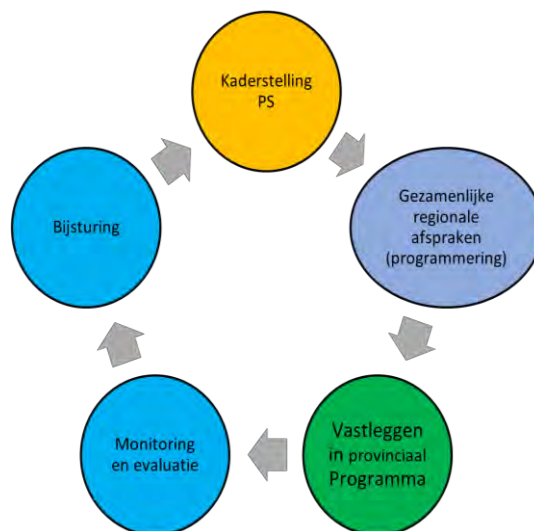 Kaderstelling
PS
Gezamenlijke
regionale
afspraken
(programmering)
Vastleggen
in provinciaal
Programma
Monitoring
en evaluatie
Bijsturing